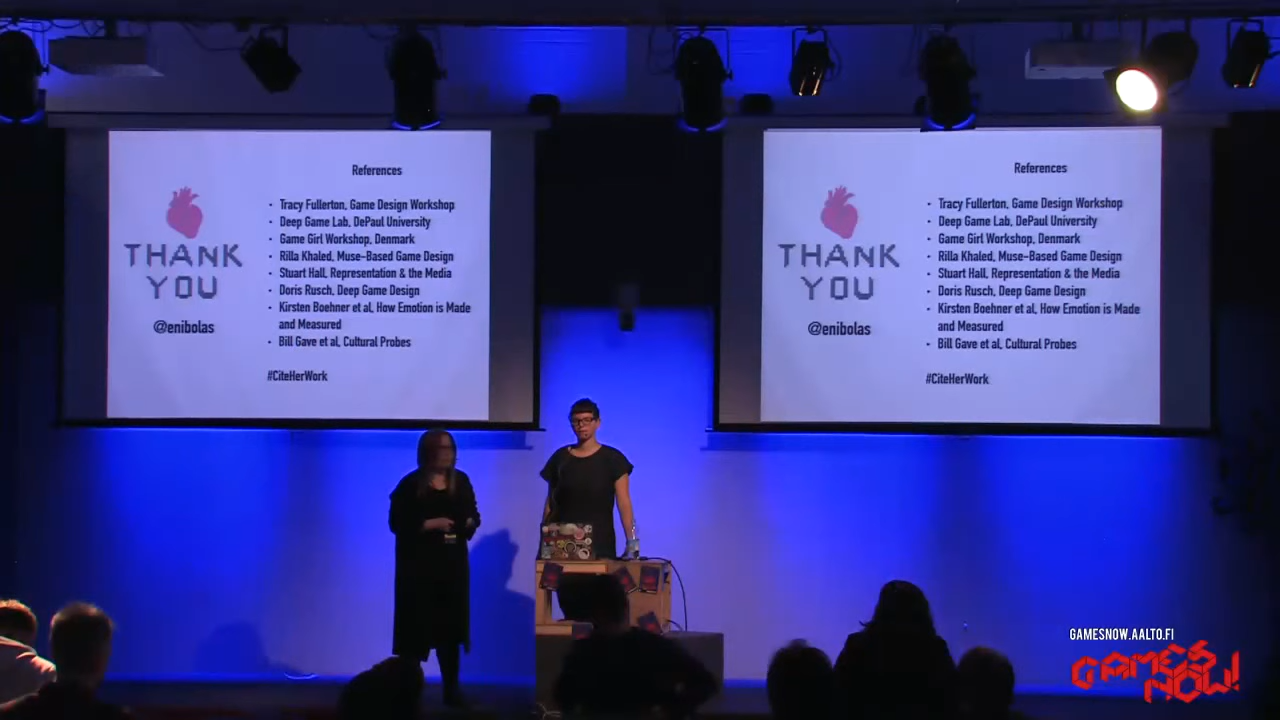 References
THANK
YOU
@enibolas
• Tracy Fullerton, Game Design Workshop
• Deep Game Lab, DePaul University
• Game Girl Workshop, Denmark
• Rilla Khaled, Muse-Based Game Design
• Stuart Hall, Representation & the Media
• Doris Rusch, Deep Game Design
• Kirsten Boehner et al, How Emotion is Made
and Measured
• Bill Gave et al, Cultural Probes
#CiteHerWork
References
THANK
YOU
@enibolas
• Tracy Fullerton, Game Design Workshop
• Deep Game Lab, DePaul University
• Game Girl Workshop, Denmark
• Rilla Khaled, Muse-Based Game Design
• Stuart Hall, Representation & the Media
• Doris Rusch, Deep Game Design
• Kirsten Boehner et al, How Emotion is Made
and Measured
• Bill Gave et al, Cultural Probes
#CiteHerWork
GAMESNOW.AALTO.FI
GAMES
NOW!